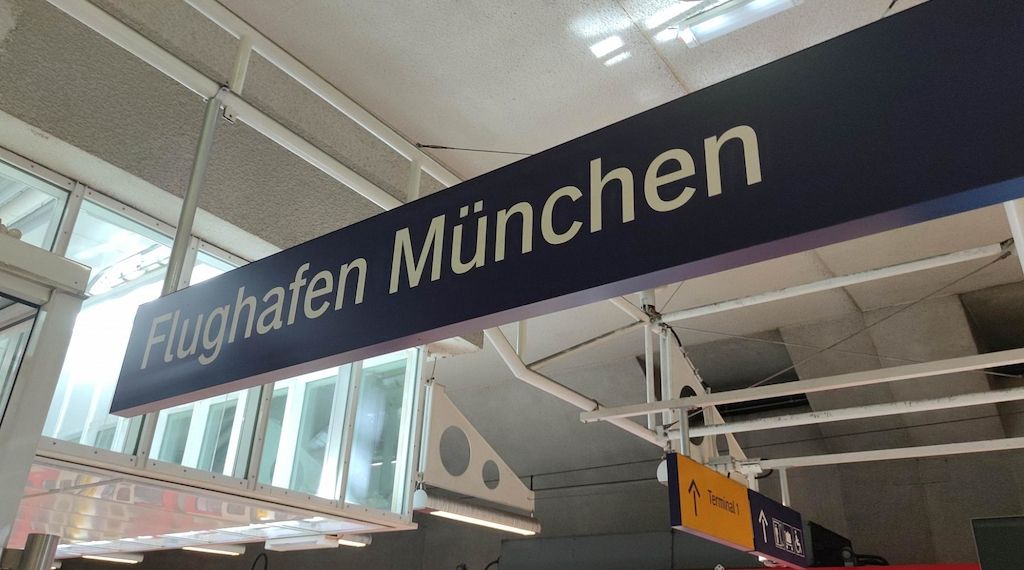 Flughafen München
Terminal 1